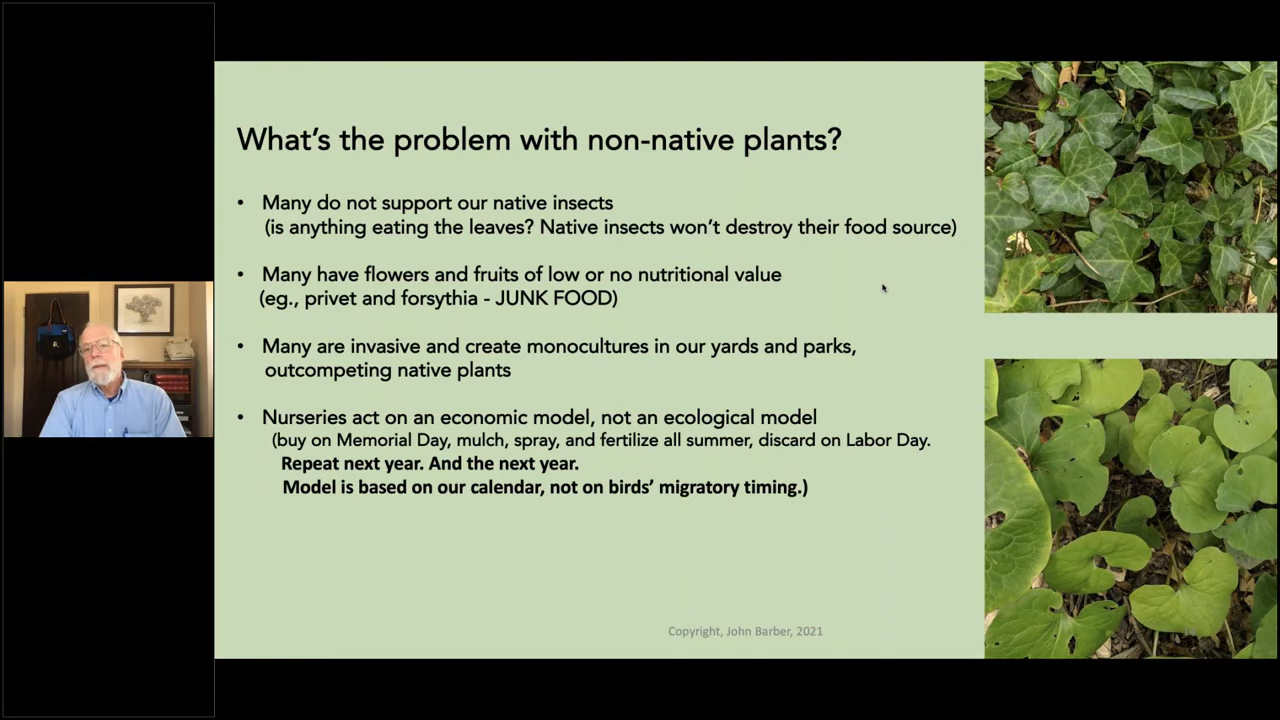 What's the problem with non-native plants?
• Many do not support our native insects
(is anything eating the leaves? Native insects won't destroy their food source)
• Many have flowers and fruits of low or no nutritional value
(eg., privet and forsythia - JUNK FOOD)
• Many are invasive and create monocultures in our yards and parks,
outcompeting native plants
• Nurseries act on an economic model, not an ecological model
(buy on Memorial Day, mulch, spray, and fertilize all summer, discard on Labor Day.
Repeat next year. And the next year.
Model is based on our calendar, not on birds' migratory timing.)
Copyright, John Barber, 2021